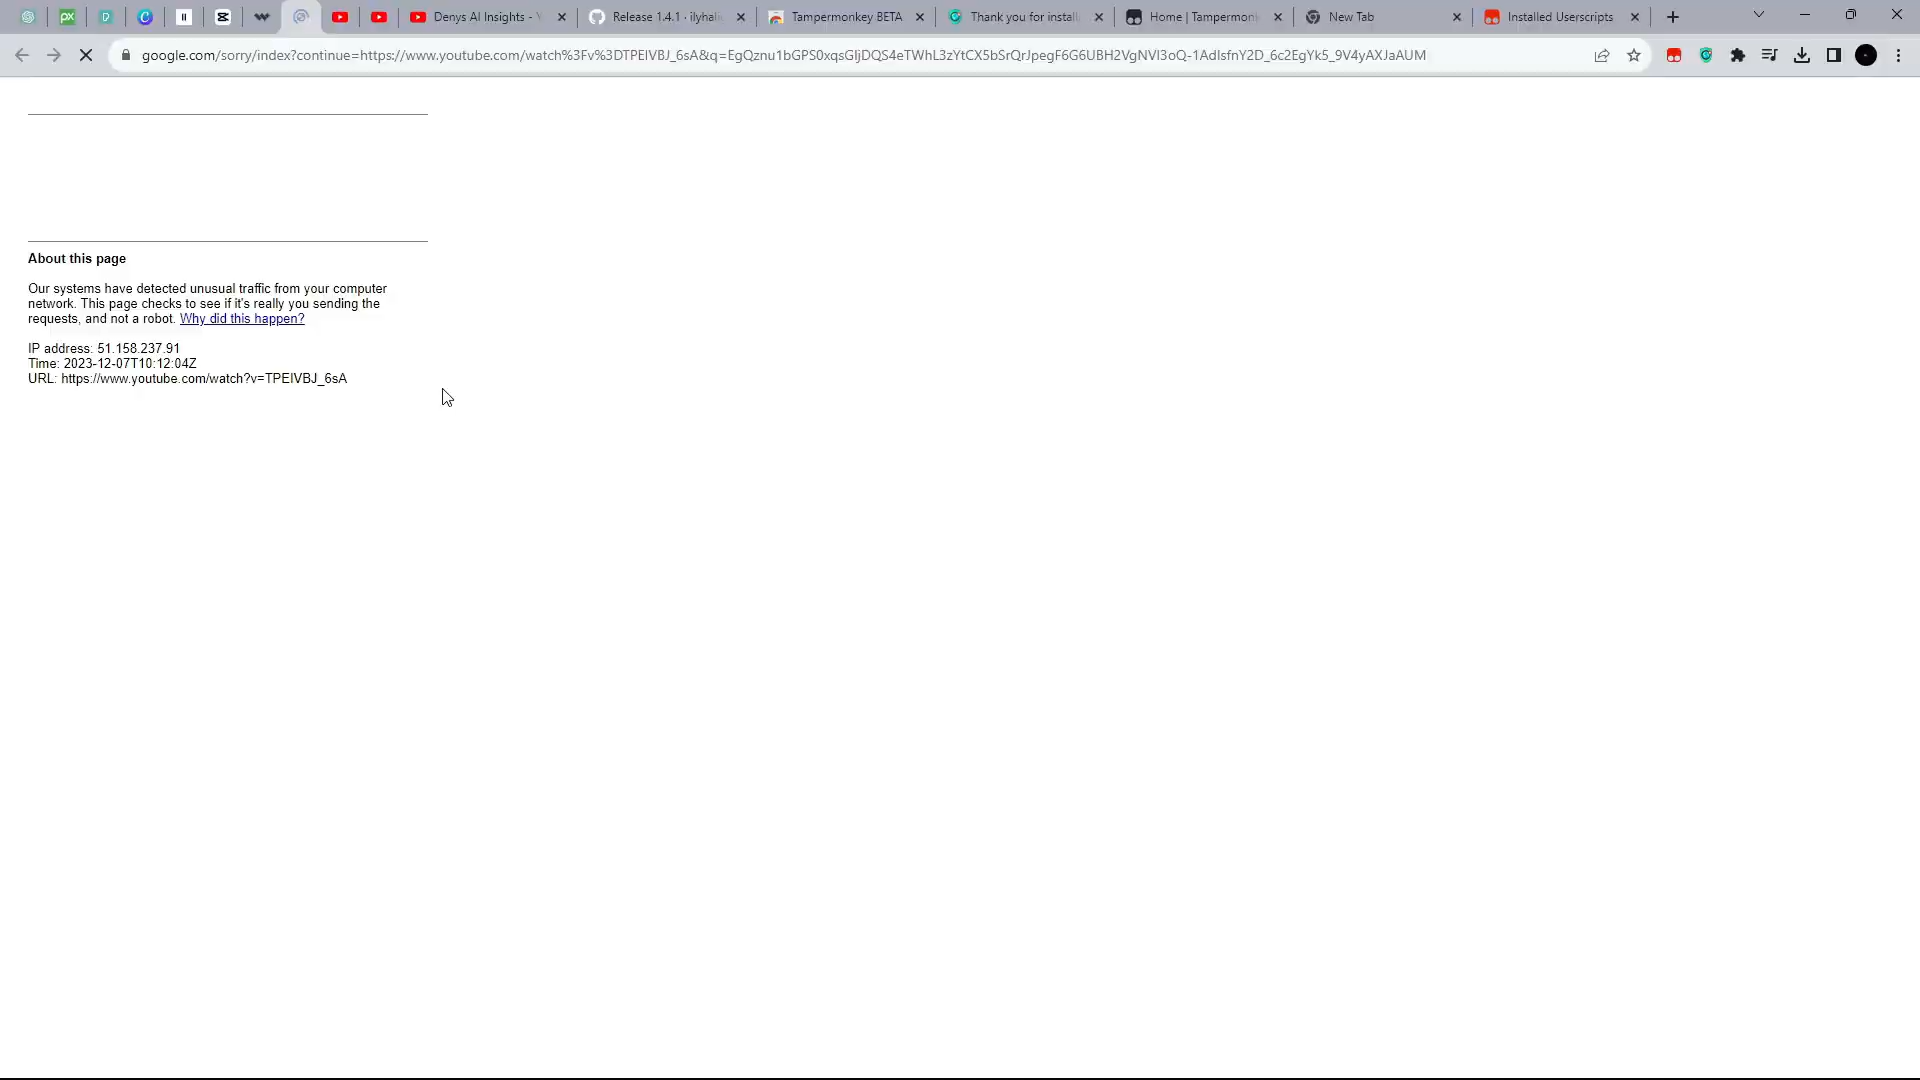 Denys AI Insights -
Release 1.4.1 · ilyhali
Tampermonkey BETA
Thank you for install
Home | Tampermon
New Tab
Installed Userscripts
google.com/sorry/index?continue=https://www.youtube.com/watch%3Fv%3DTPEIVBJ_6sA&q=EgQznu1bGPS0xqsGIjDQS4eTWhL3zYtCX5bSrQrJpegF6G6UBH2VgNVI3oQ-1AdIsfnY2D_6c2EgYk5_9V4yAXJaAUM
About this page
Our systems have detected unusual traffic from your computer
network. This page checks to see if it's really you sending the
requests, and not a robot. Why did this happen?
IP address: 51.158.237.91
Time: 2023-12-07T10:12:04Z
URL: https://www.youtube.com/watch?v=TPEIVBJ_6sA